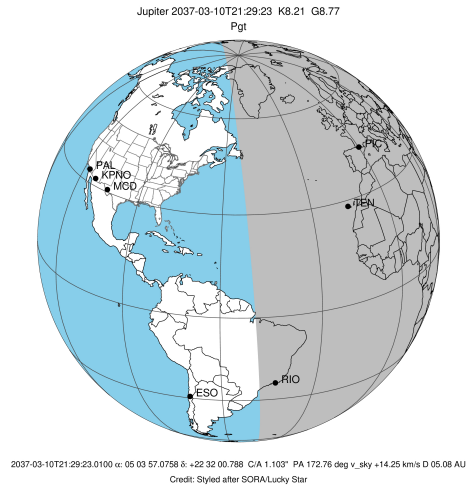 Jupiter 2037-03-10T21:29:23 K8.21 G8.77
Pgt
PIC
PAL
KPNO
MCD
TEN
RIO
ESO
2037-03-10T21:29:23.0100 α: 05 03 57.0758 δ: +22 32 00.788 C/A 1.103" PA 172.76 deg v_sky +14.25 km/s D 05.08 AU
Credit: Styled after SORA/Lucky Star